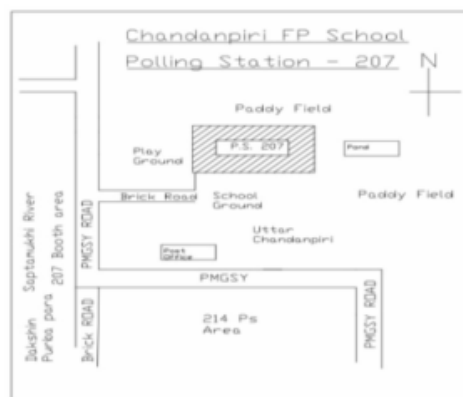 Chandanpiri FP School
Polling Station - 207
N
Paddy Field
P.S. 207
Pond
Play
Ground
Paddy Field
Brick Road
School
Ground
Uttar
Chandanpiri
Post
Office
PMGSY
214 Ps
Area
PMGSY ROAD
Brick ROAD
PMGSY ROAD
Saptamukhi River
207 Booth area
Dakshin
Purba para